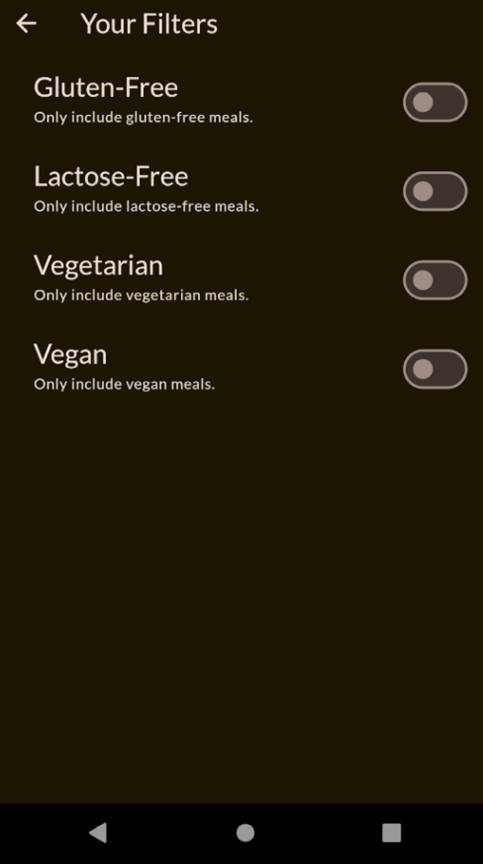 Your Filters
Gluten-Free
Only include gluten-free meals.
Lactose-Free
Only include lactose-free meals.
Vegetarian
Only include vegetarian meals.
Vegan
Only include vegan meals.